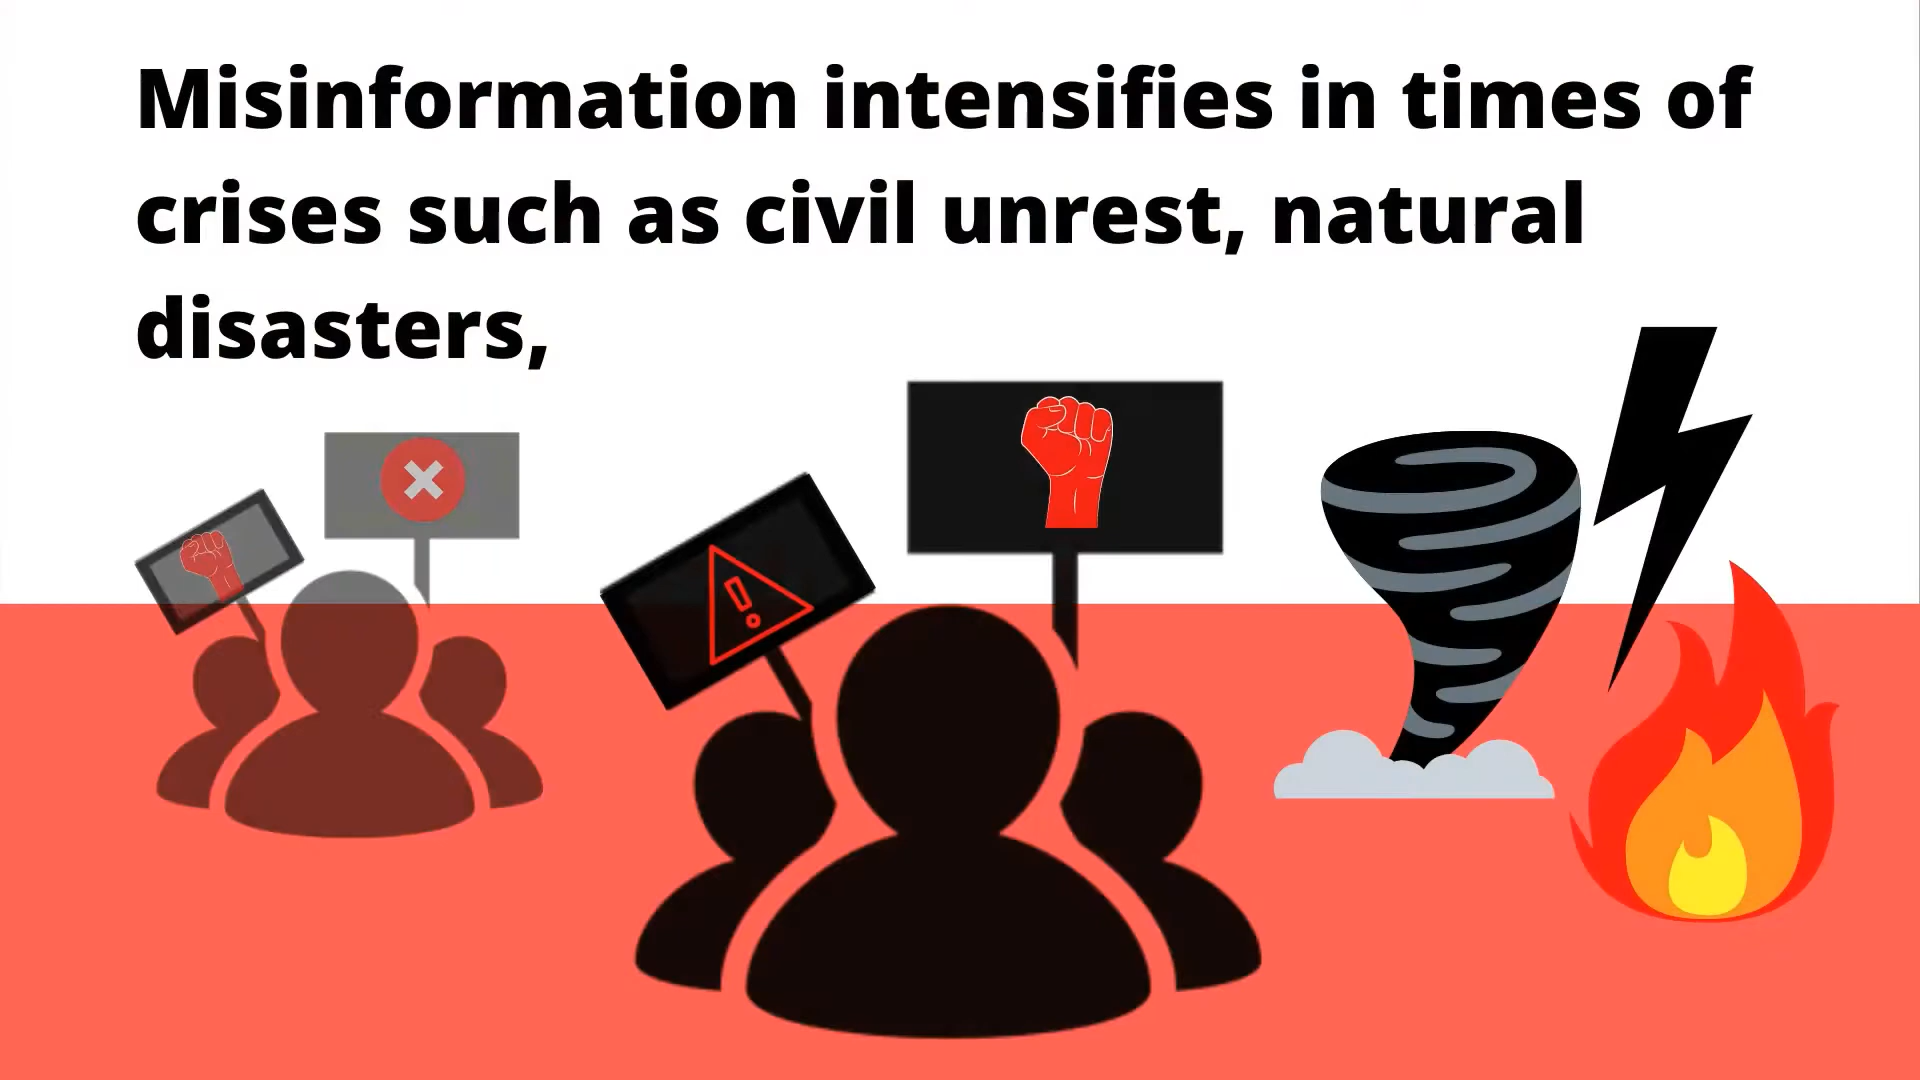 Misinformation intensifies in times of
crises such as civil unrest, natural
disasters,